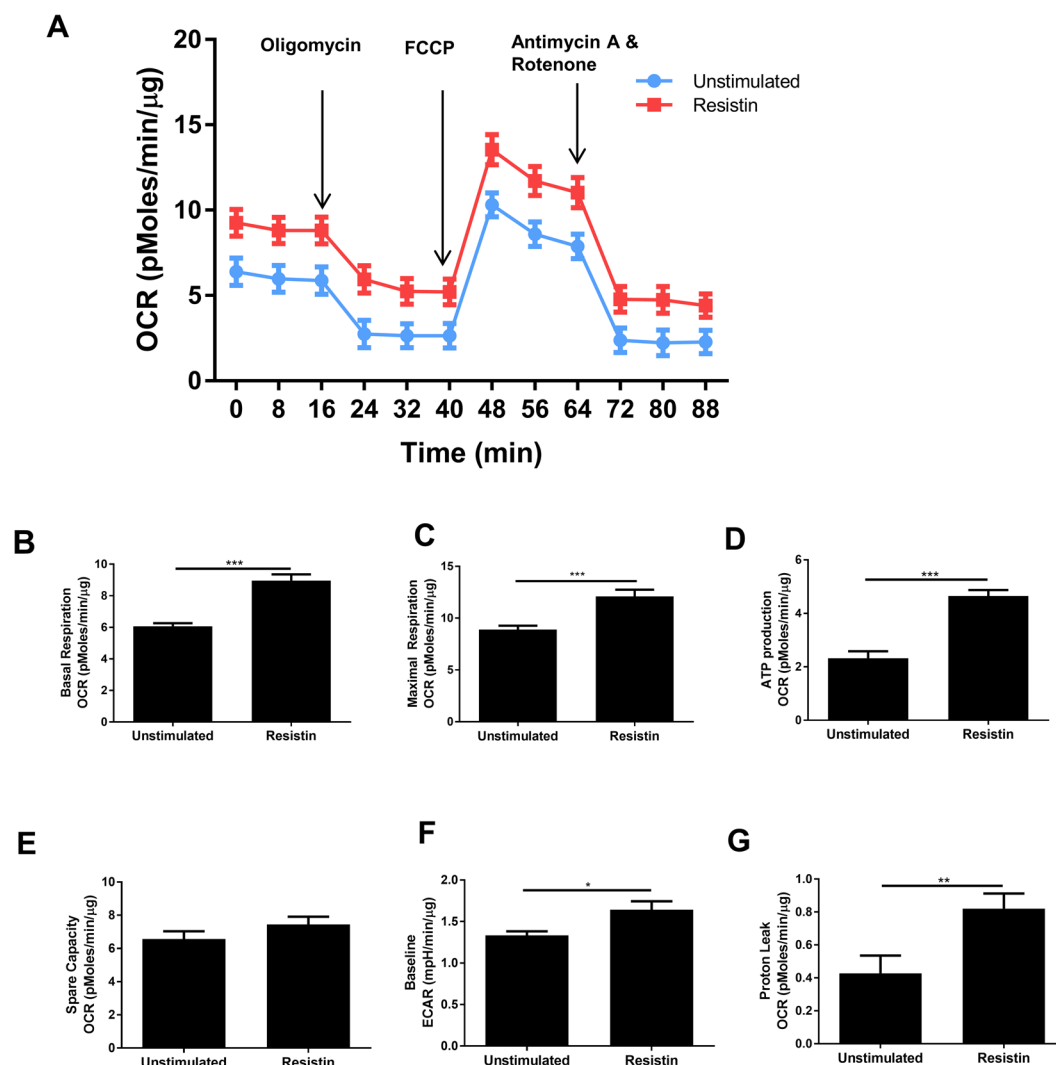 A
Oligomycin
FCCP
Antimycin A &
Rotenone
Unstimulated
Resistin
OCR (pMoles/min/µg)
20
15
10
5
0
0 8 16 24 32 40 48 56 64 72 80 88
Time (min)
B
***
Basal Respiration
OCR (pMoles/min/µg)
10
8
6
4
2
0
Unstimulated Resistin
C
***
Maximal Respiration
OCR (pMoles/min/µg)
15
10
5
0
Unstimulated Resistin
D
***
ATP production
OCR (pMoles/min/µg)
6
4
2
0
Unstimulated Resistin
E
Spare Capacity
OCR (pMoles/min/µg)
10
8
6
4
2
0
Unstimulated Resistin
F
*
Baseline
ECAR (mpH/min/µg)
2.0
1.5
1.0
0.5
0.0
Unstimulated Resistin
G
**
Proton Leak
OCR (pMoles/min/µg)
1.0
0.8
0.6
0.4
0.2
0.0
Unstimulated Resistin